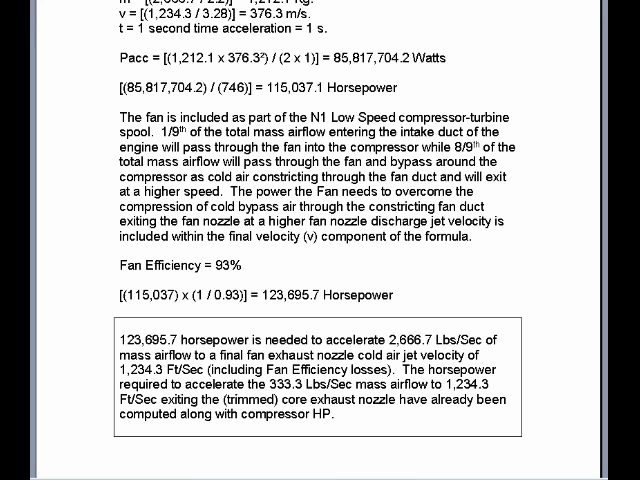 m = [(2,666.7 / 2.2)] = 1,212.1 Kg.
v = [(1,234.3 / 3.28)] = 376.3 m/s.
t = 1 second time acceleration = 1 s.
Pacc = [(1,212.1 x 376.3²) / (2 x 1)] = 85,817,704.2 Watts
[(85,817,704.2) / (746)] = 115,037.1 Horsepower
The fan is included as part of the N1 Low Speed compressor-turbine
spool. 1/9th of the total mass airflow entering the intake duct of the
engine will pass through the fan into the compressor while 8/9th of the
total mass airflow will pass through the fan and bypass around the
compressor as cold air constricting through the fan duct and will exit
at a higher speed. The power the Fan needs to overcome the
compression of cold bypass air through the constricting fan duct
exiting the fan nozzle at a higher fan nozzle discharge jet velocity is
included within the final velocity (v) component of the formula.
Fan Efficiency = 93%
[(115,037) x (1 / 0.93)] = 123,695.7 Horsepower
123,695.7 horsepower is needed to accelerate 2,666.7 Lbs/Sec of
mass airflow to a final fan exhaust nozzle cold air jet velocity of
1,234.3 Ft/Sec (including Fan Efficiency losses). The horsepower
required to accelerate the 333.3 Lbs/Sec mass airflow to 1,234.3
Ft/Sec exiting the (trimmed) core exhaust nozzle have already been
computed along with compressor HP.